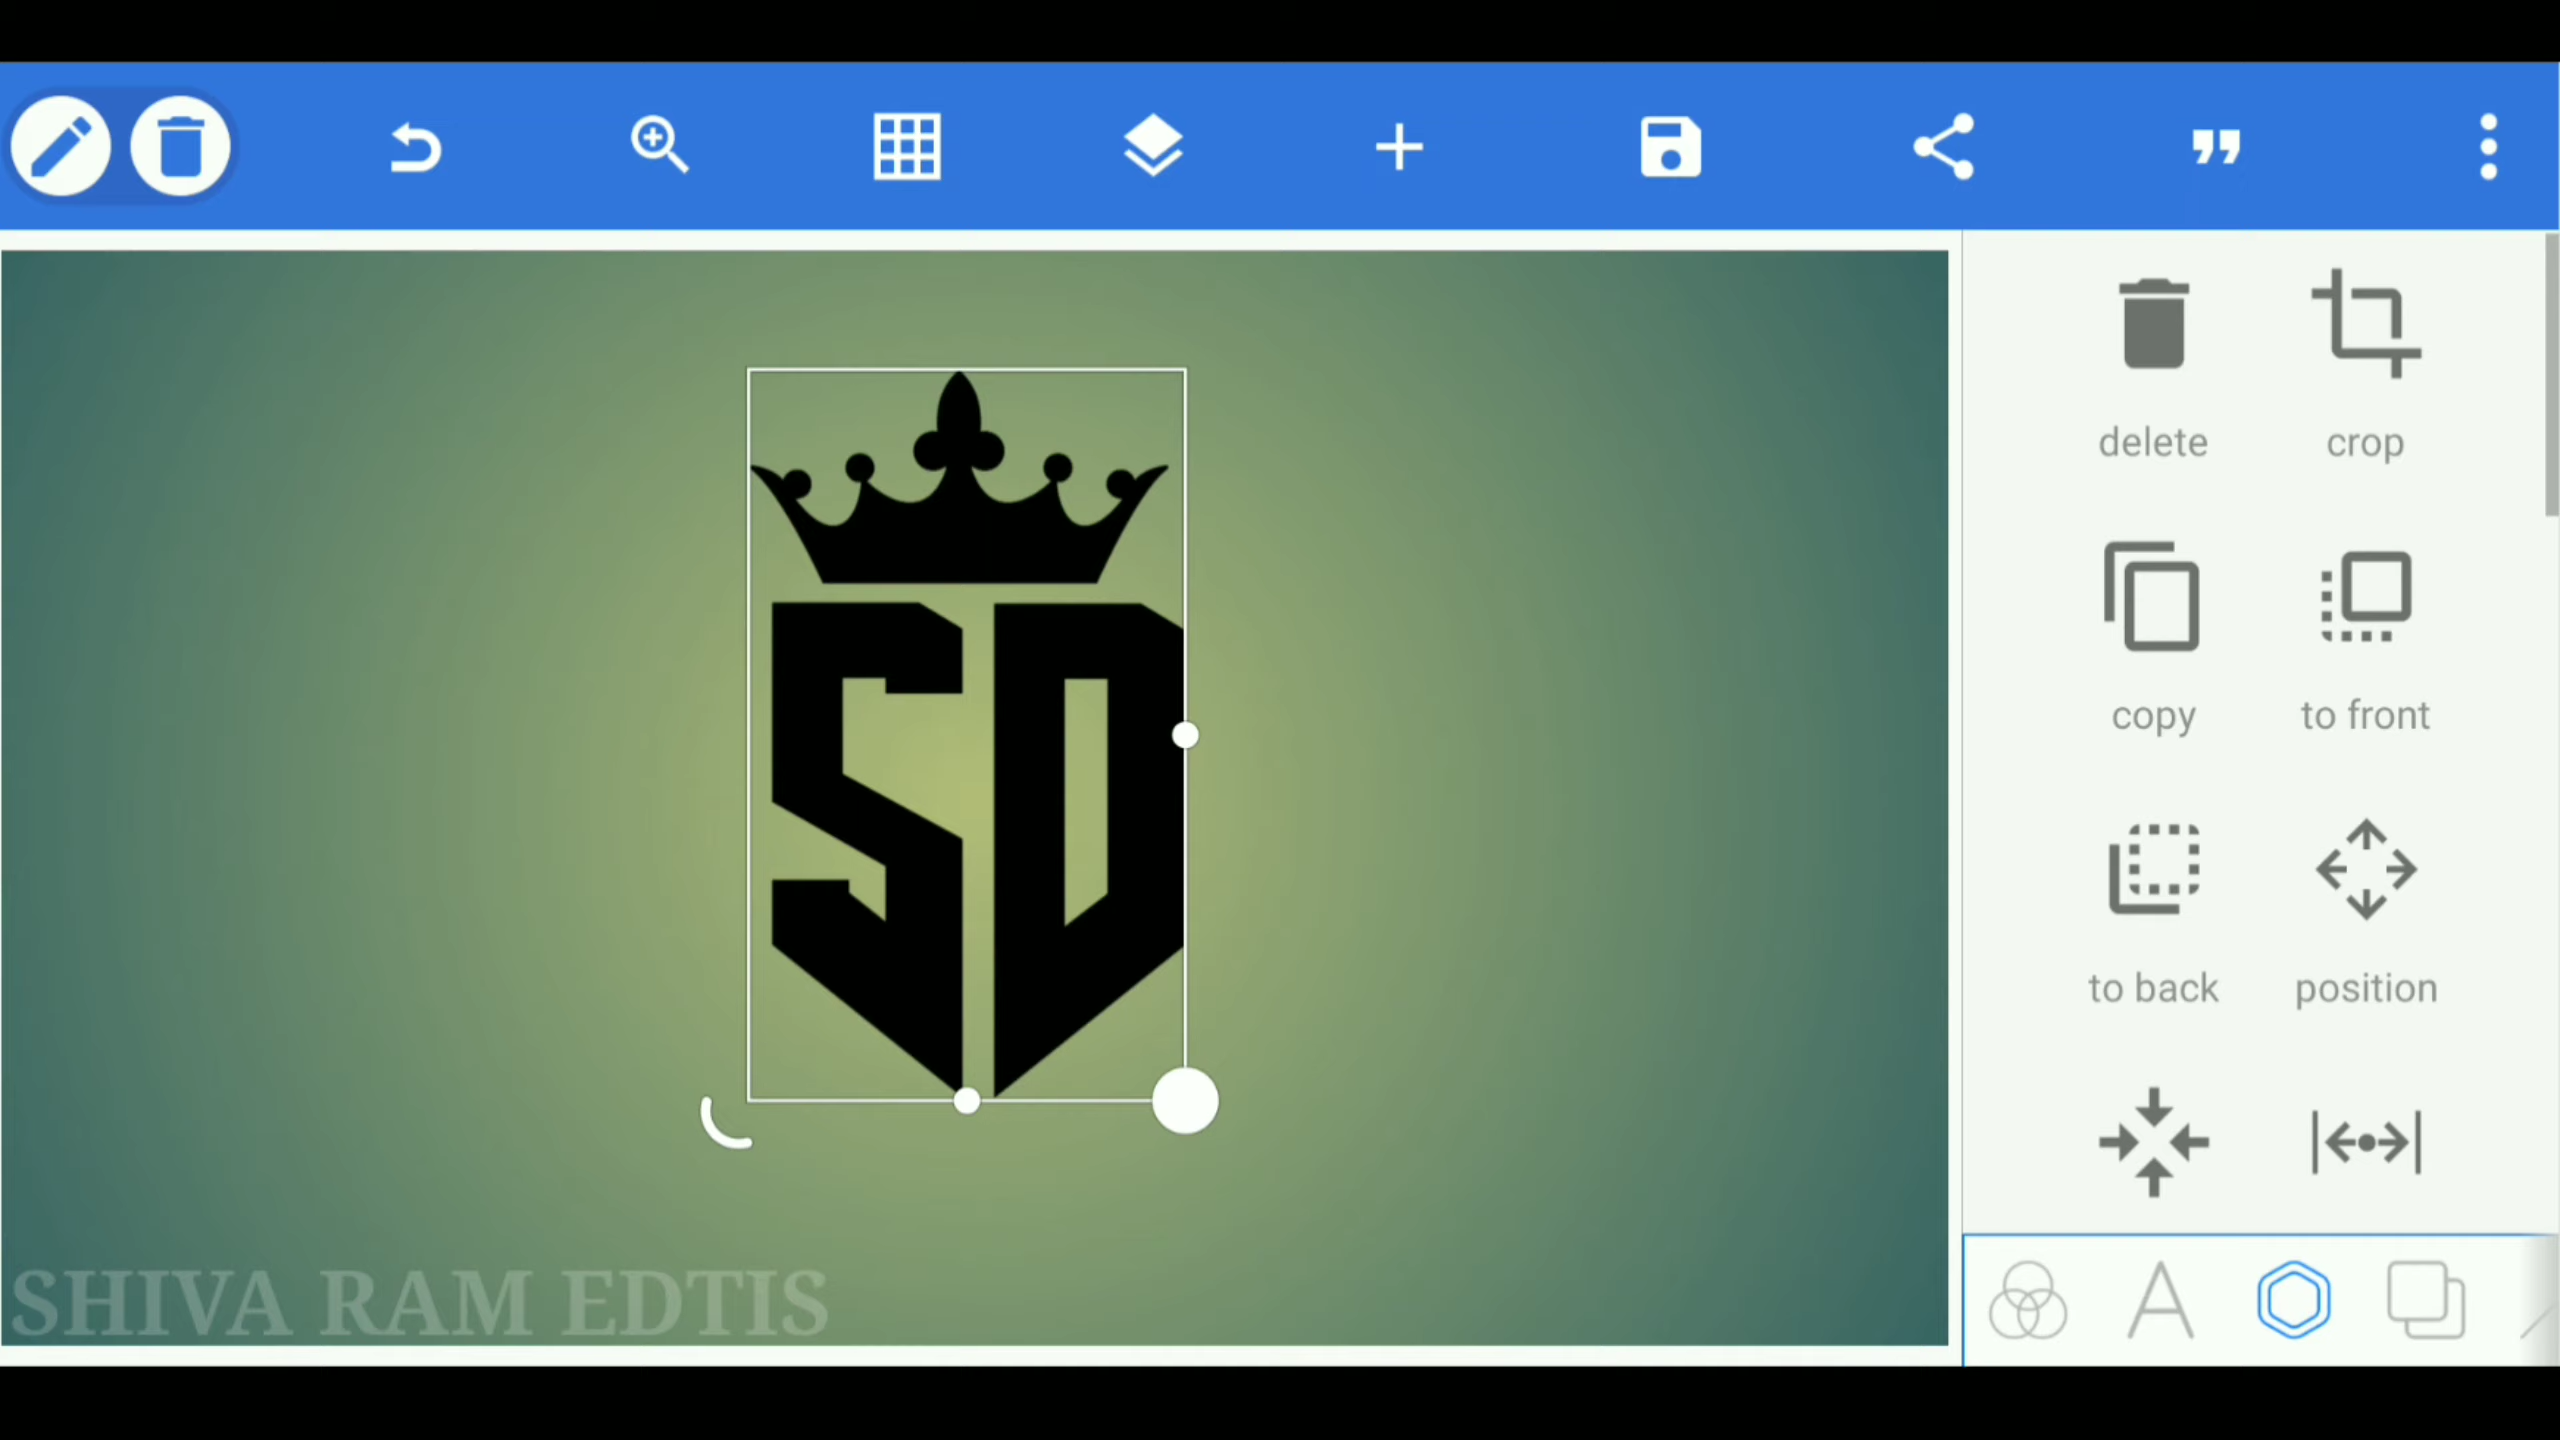 delete crop
SD
copy to front
to back position
SHIVA RAM EDTIS